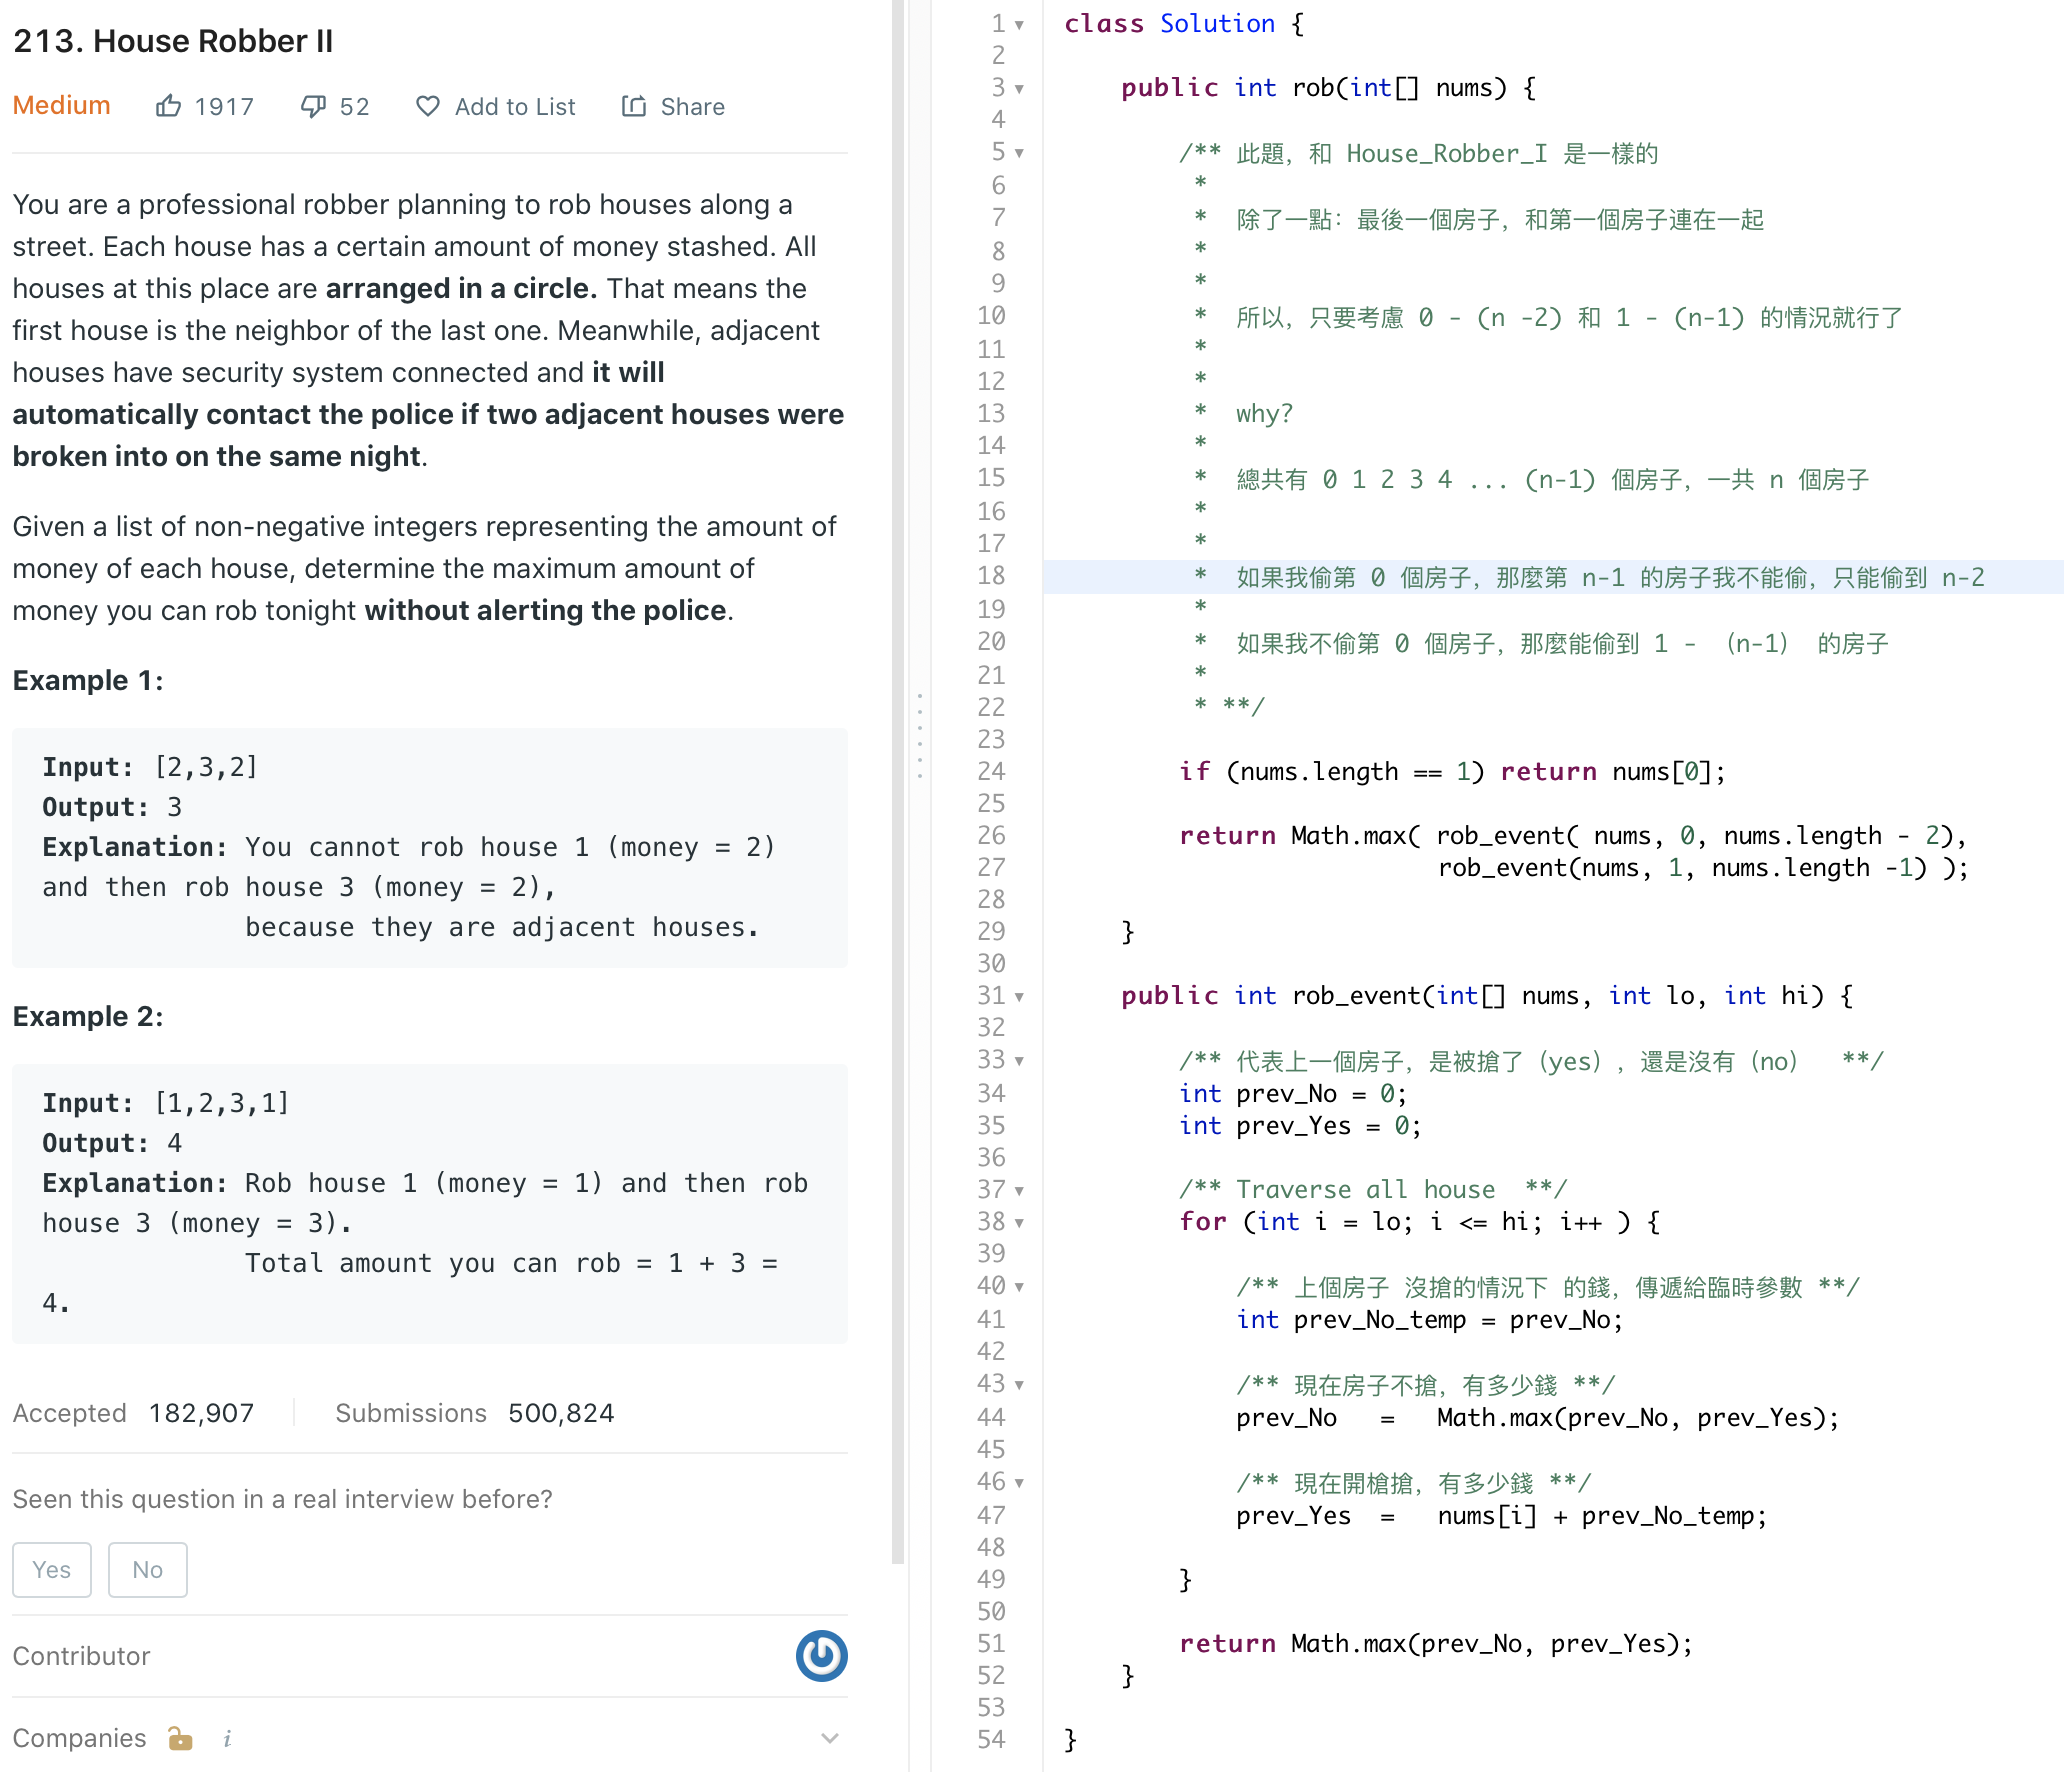 213. House Robber II
Medium 1917 52 Add to List Share
You are a professional robber planning to rob houses along a
street. Each house has a certain amount of money stashed. All
houses at this place are arranged in a circle. That means the
first house is the neighbor of the last one. Meanwhile, adjacent
houses have security system connected and it will
automatically contact the police if two adjacent houses were
broken into on the same night.
Given a list of non-negative integers representing the amount of
money of each house, determine the maximum amount of
money you can rob tonight without alerting the police.
Example 1:
Input: [2,3,2]
Output: 3
Explanation: You cannot rob house 1 (money = 2)
and then rob house 3 (money = 2),
because they are adjacent houses.
Example 2:
Input: [1,2,3,1]
Output: 4
Explanation: Rob house 1 (money = 1) and then rob
house 3 (money = 3).
Total amount you can rob = 1 + 3 =
4.
Accepted 182,907 Submissions 500,824
Seen this question in a real interview before?
Yes No
Contributor
Companies i
1 class Solution {
2
3 public int rob(int[] nums) {
4
5 /** 此題，和 House_Robber_I 是一樣的
6 *
7 * 除了一點：最後一個房子，和第一個房子連在一起
8 *
9 *
10 * 所以，只要考慮 0 - (n -2) 和 1 - (n-1) 的情況就行了
11 *
12 *
13 * why?
14 *
15 * 總共有 0 1 2 3 4 ... (n-1) 個房子，一共 n 個房子
16 *
17 *
18 * 如果我偷第 0 個房子，那麼第 n-1 的房子我不能偷，只能偷到 n-2
19 *
20 * 如果我不偷第 0 個房子，那麼能偷到 1 - （n-1） 的房子
21 *
22 * **/
23
24 if (nums.length == 1) return nums[0];
25
26 return Math.max( rob_event( nums, 0, nums.length - 2),
27 rob_event(nums, 1, nums.length -1) );
28
29 }
30
31 public int rob_event(int[] nums, int lo, int hi) {
32
33 /** 代表上一個房子，是被搶了（yes）, 還是沒有（no） **/
34 int prev_No = 0;
35 int prev_Yes = 0;
36
37 /** Traverse all house **/
38 for (int i = lo; i <= hi; i++ ) {
39
40 /** 上個房子 沒搶的情況下 的錢，傳遞給臨時參數 **/
41 int prev_No_temp = prev_No;
42
43 /** 現在房子不搶，有多少錢 **/
44 prev_No = Math.max(prev_No, prev_Yes);
45
46 /** 現在開槍搶，有多少錢 **/
47 prev_Yes = nums[i] + prev_No_temp;
48
49 }
50
51 return Math.max(prev_No, prev_Yes);
52 }
53
54 }